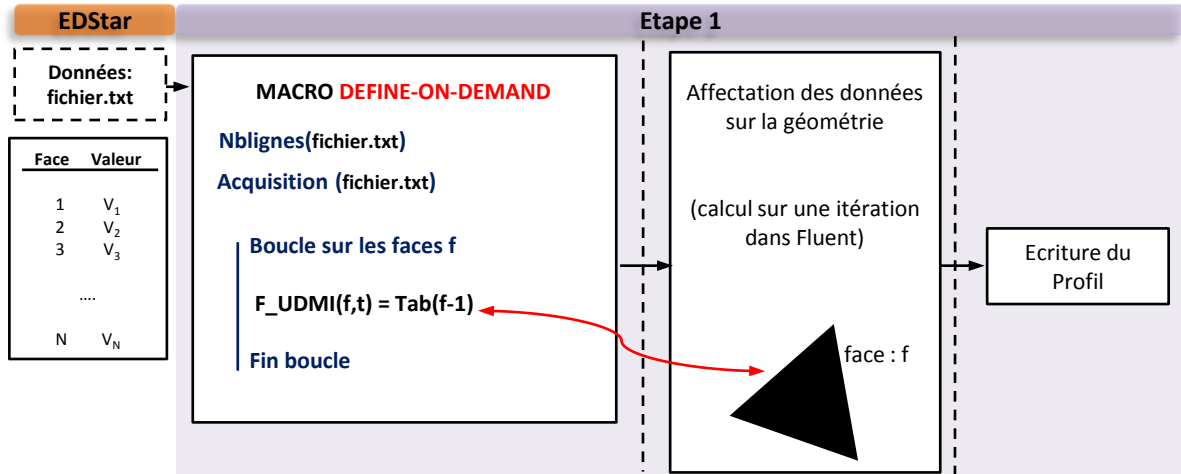 EDStar
Etape 1
Données:
fichier.txt
Face Valeur
1 V1
2 V2
3 V3
....
N VN
MACRO DEFINE-ON-DEMAND
Nblignes(fichier.txt)
Acquisition (fichier.txt)
Boucle sur les faces f
F_UDMI(f,t) = Tab(f-1)
Fin boucle
Affectation des données
sur la géométrie
(calcul sur une itération
dans Fluent)
face : f
Ecriture du
Profil